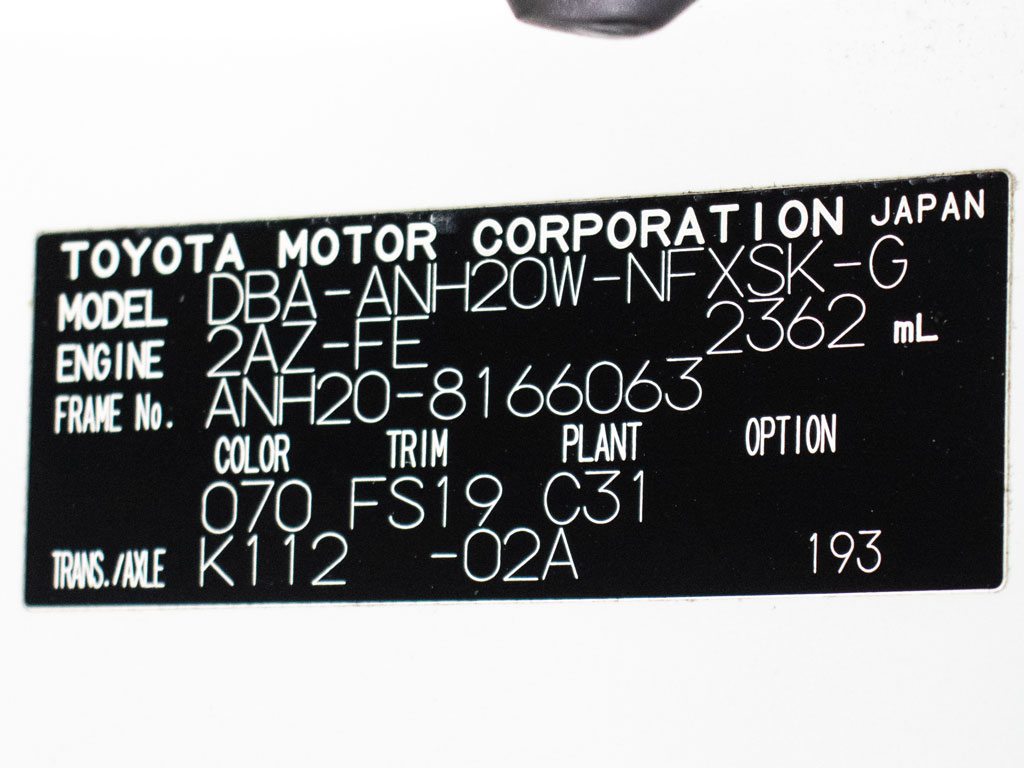 TOYOTA MOTOR CORPORATION JAPAN
MODEL DBA-ANH20W-NFXSK-G
ENGINE 2AZ-FE 2362 mL
FRAME No. ANH20-8166063
COLOR TRIM PLANT OPTION
070 FS19 C31
TRANS./AXLE K112 -02A 193